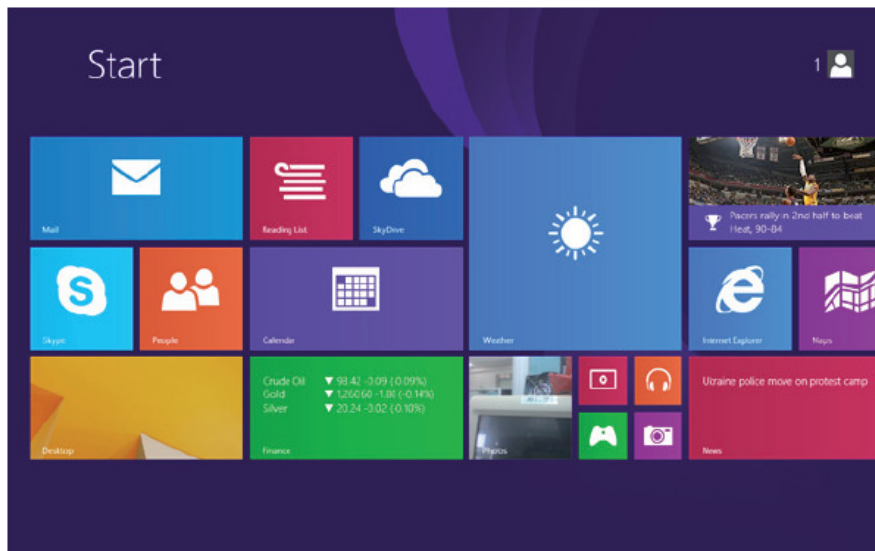 Start
1
Mail
Reading List
SkyDive
Pacers rally in 2nd half to beat
Heat, 90-84
Skype
People
Calendar
Weather
Internet Explorer
Maps
Desktop
Crude Oil ▼ 98.42 -0.09 (-0.09%)
Gold ▼ 1,260.60 -1.80 (-0.14%)
Silver ▼ 20.24 -0.02 (-0.10%)
Finance
Photos
Ukraine police move on protest camp
News